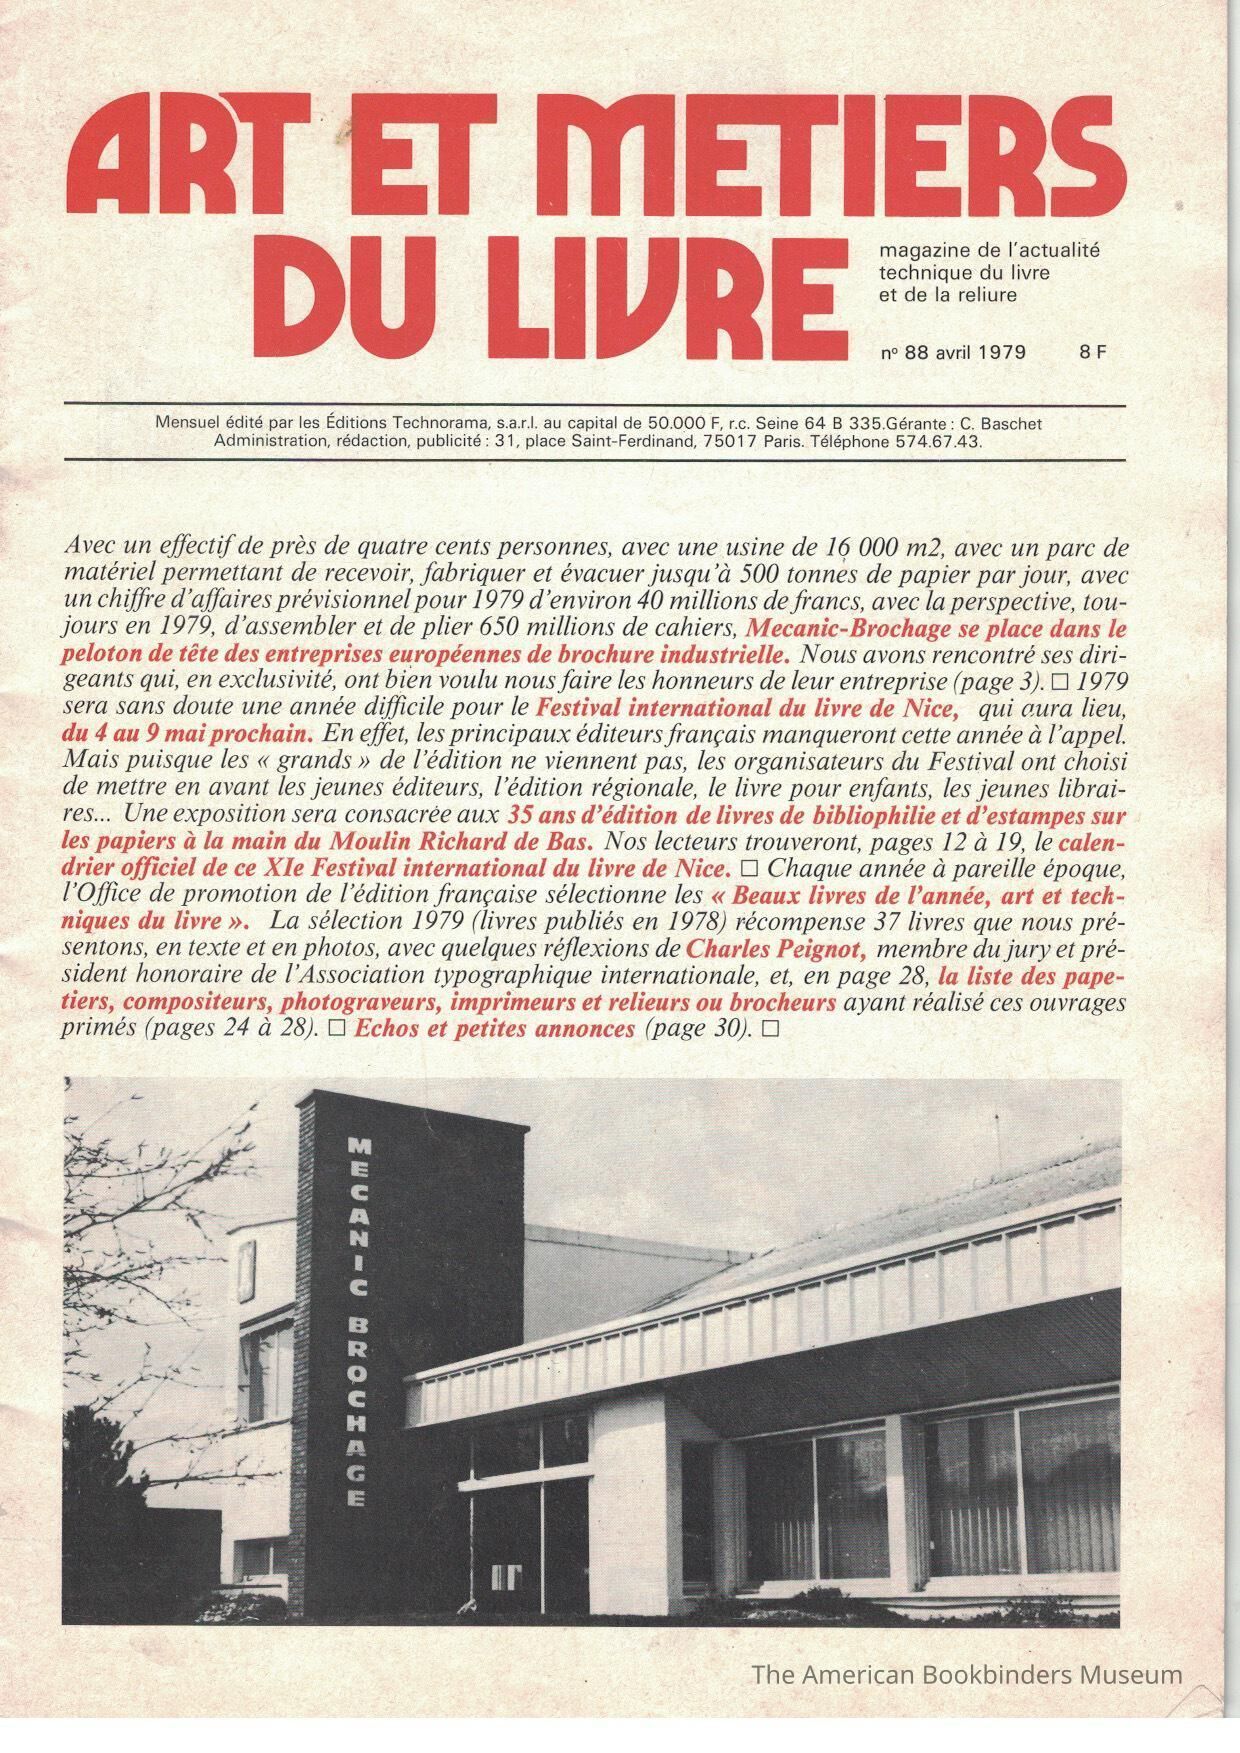 ART ET METIERS
DU LIVRE
magazine de l'actualité
technique du livre
et de la reliure
nº 88 avril 1979 8 F
Mensuel édité par les Éditions Technorama, s.a.r.l. au capital de 50.000 F, r.c. Seine 64 B 335.Gérante : C. Baschet
Administration, rédaction, publicité : 31, place Saint-Ferdinand, 75017 Paris. Téléphone 574.67.43.
Avec un effectif de près de quatre cents personnes, avec une usine de 16 000 m2, avec un parc de
matériel permettant de recevoir, fabriquer et évacuer jusqu'à 500 tonnes de papier par jour, avec
un chiffre d'affaires prévisionnel pour 1979 d'environ 40 millions de francs, avec la perspective, tou-
jours en 1979, d'assembler et de plier 650 millions de cahiers, Mecanic-Brochage se place dans le
peloton de tête des entreprises européennes de brochure industrielle. Nous avons rencontré ses diri-
geants qui, en exclusivité, ont bien voulu nous faire les honneurs de leur entreprise (page 3). □ 1979
sera sans doute une année difficile pour le Festival international du livre de Nice, qui aura lieu,
du 4 au 9 mai prochain. En effet, les principaux éditeurs français manqueront cette année à l'appel.
Mais puisque les « grands » de l'édition ne viennent pas, les organisateurs du Festival ont choisi
de mettre en avant les jeunes éditeurs, l'édition régionale, le livre pour enfants, les jeunes librai-
res... Une exposition sera consacrée aux 35 ans d'édition de livres de bibliophilie et d'estampes sur
les papiers à la main du Moulin Richard de Bas. Nos lecteurs trouveront, pages 12 à 19, le calen-
drier officiel de ce XIe Festival international du livre de Nice. □ Chaque année à pareille époque,
l'Office de promotion de l'édition française sélectionne les « Beaux livres de l'année, art et tech-
niques du livre ». La sélection 1979 (livres publiés en 1978) récompense 37 livres que nous pré-
sentons, en texte et en photos, avec quelques réflexions de Charles Peignot, membre du jury et pré-
sident honoraire de l'Association typographique internationale, et, en page 28, la liste des pape-
tiers, compositeurs, photograveurs, imprimeurs et relieurs ou brocheurs ayant réalisé ces ouvrages
primés (pages 24 à 28). □ Echos et petites annonces (page 30). □
MECANIC BROCHAGE
The American Bookbinders Museum